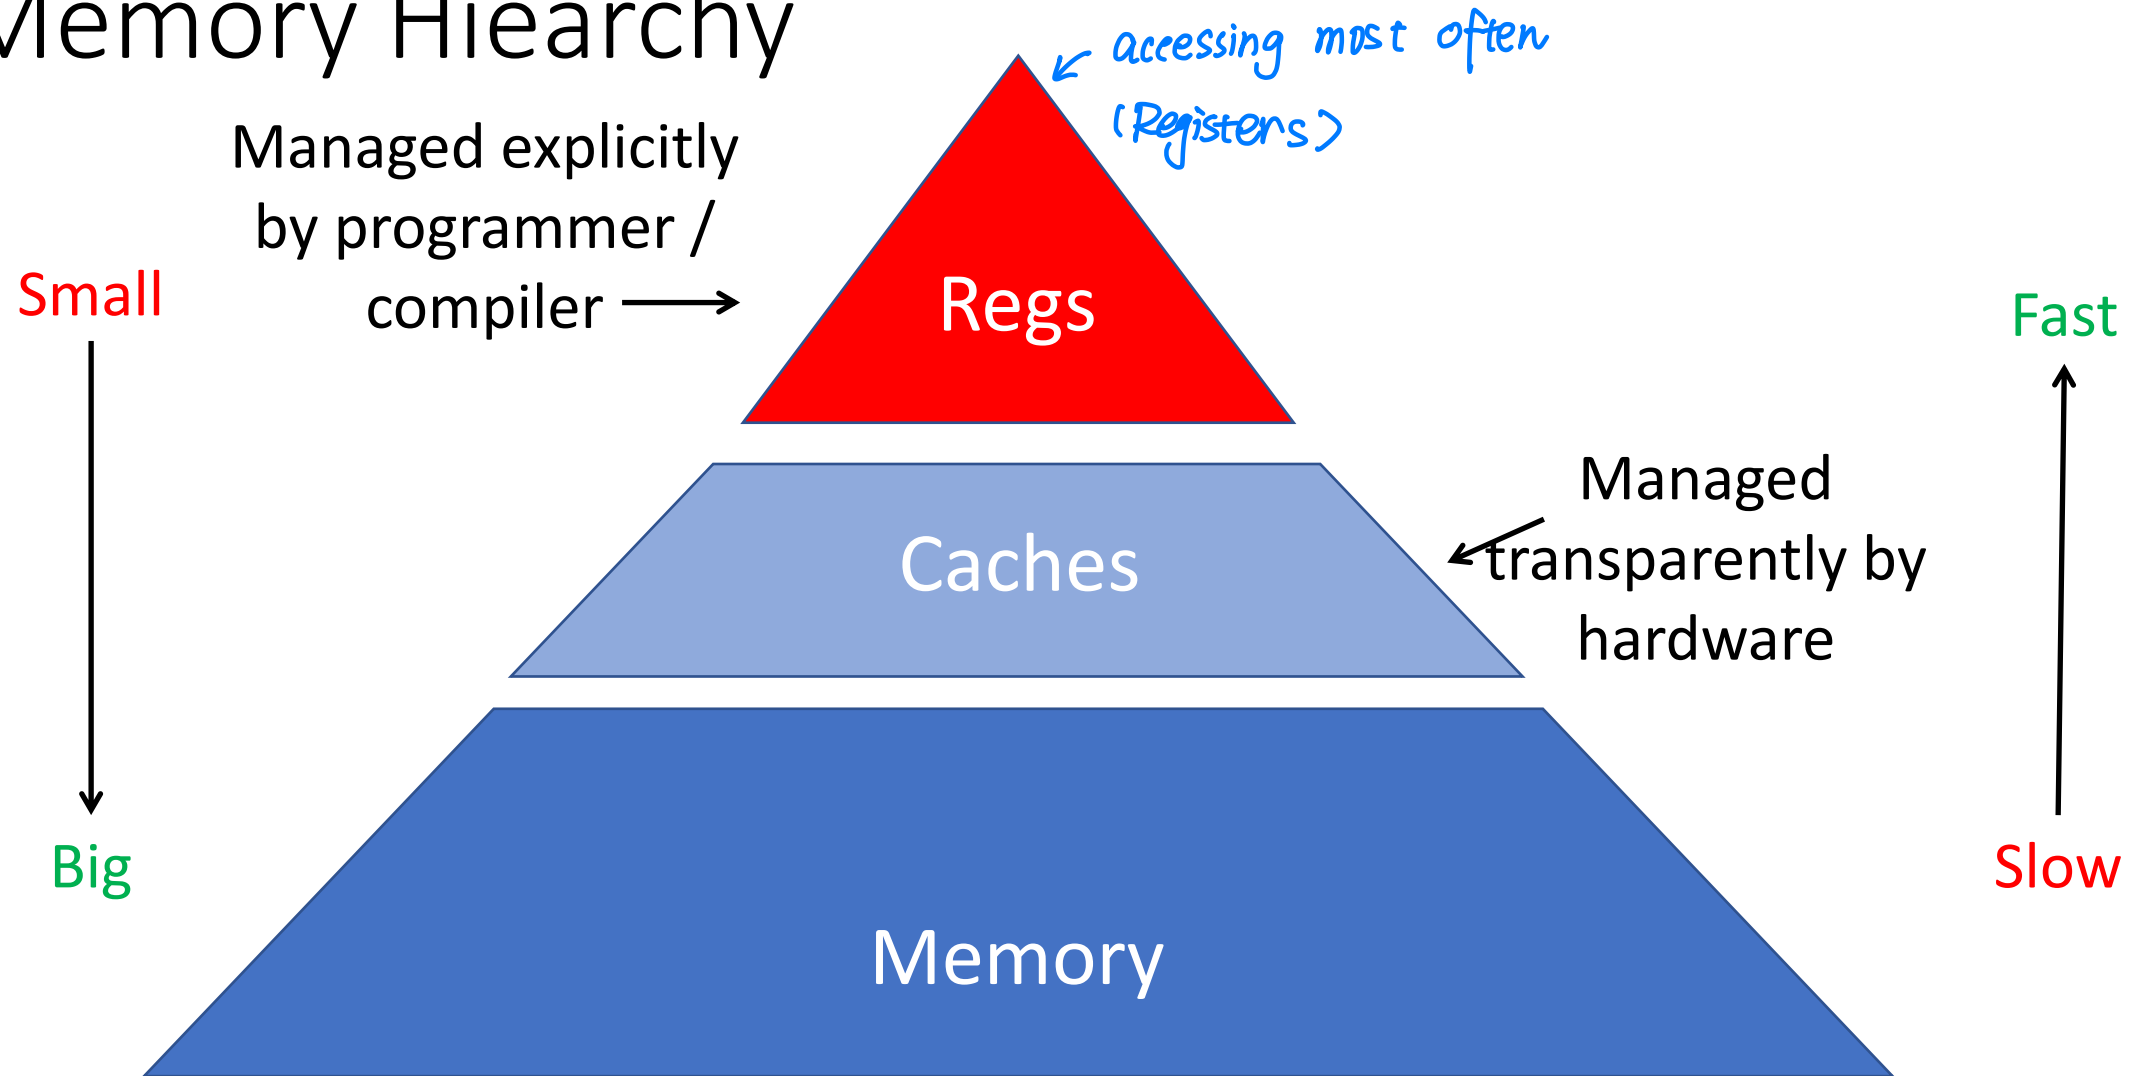 Memory Hiearchy
accessing most often
(Registers)
Managed explicitly
by programmer /
compiler
Small
Regs
Fast
Managed
transparently by
hardware
Caches
Big
Slow
Memory